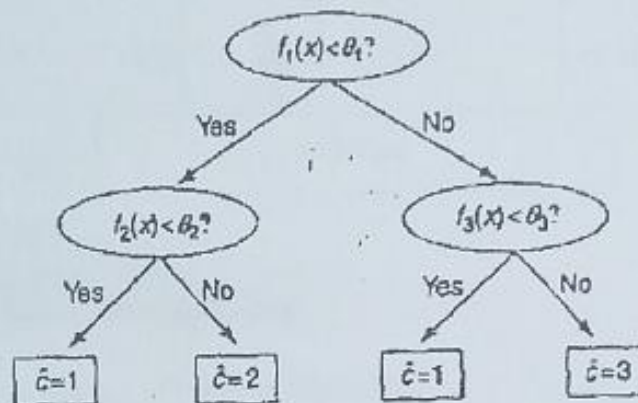 f₁(x)<θ₁?
Yes No
f₂(x)<θ₂? f₃(x)<θ₃?
Yes No Yes No
ĉ=1 ĉ=2 ĉ=1 ĉ=3